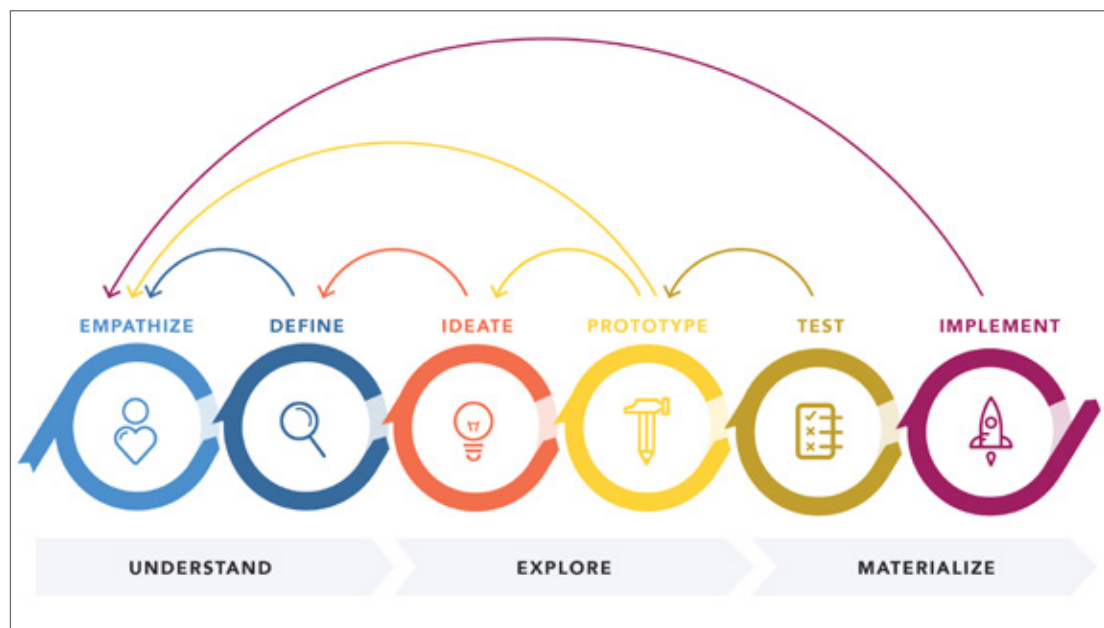 EMPATHIZE DEFINE IDEATE PROTOTYPE TEST IMPLEMENT
UNDERSTAND EXPLORE MATERIALIZE